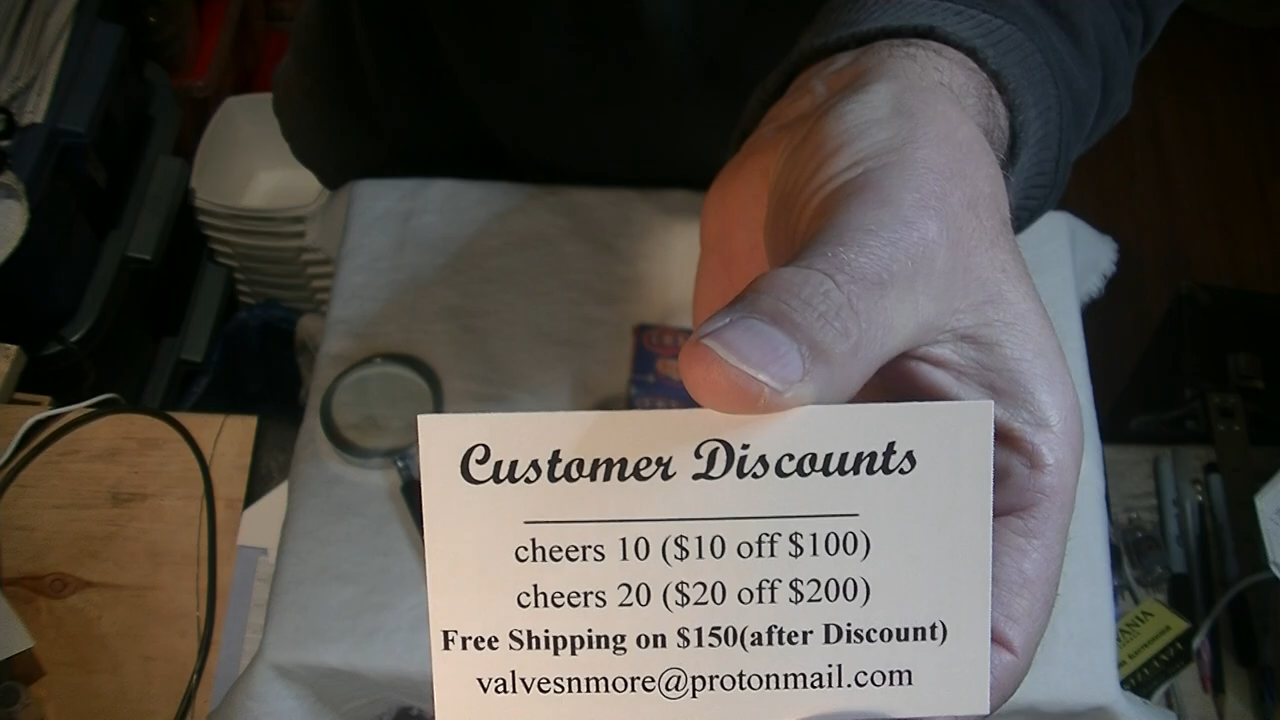 Customer Discounts
cheers 10 ($10 off $100)
cheers 20 ($20 off $200)
Free Shipping on $150(after Discount)
valvesnmore@protonmail.com